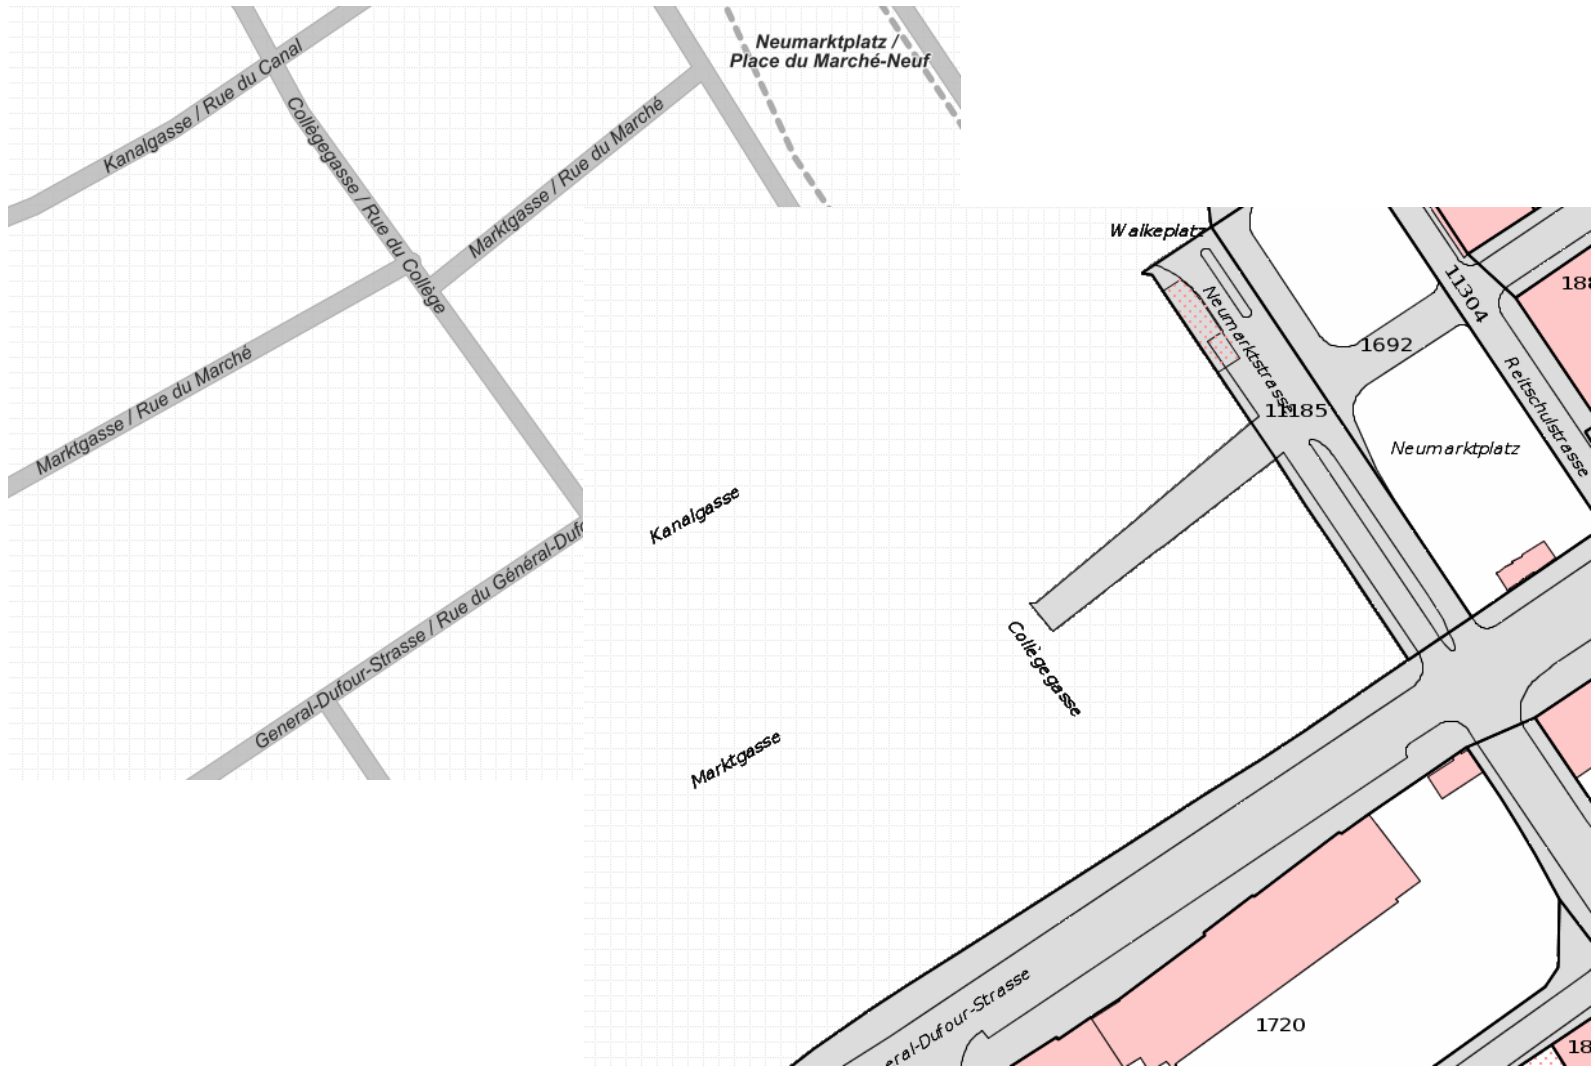 Neumarktplatz /
Place du Marché-Neuf
Kanalgasse / Rue du Canal
Collègegasse / Rue du Collège
Marktgasse / Rue du Marché
Marktgasse / Rue du Marché
General-Dufour-Strasse / Rue du Général-Dufo
Walkeplatz
Neumarktstrasse
11304
188
1692
11185
Reitschulstrasse
Neumarktplatz
Kanalgasse
Collègegasse
Marktgasse
eral-Dufour-Strasse
1720
18